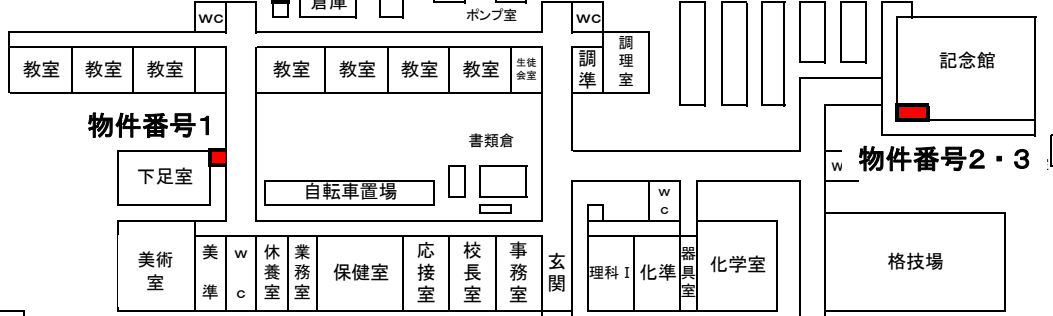 倉庫
ポンプ室
WC
WC
教室
教室
教室
教室
教室
教室
教室
生徒
会室
調
準
調
理
室
記念館
物件番号1
書類倉
物件番号2・3
下足室
自転車置場
W
W
C
美術
室
美
準
W
C
休
養
室
業
務
室
保健室
応
接
室
校
長
室
事
務
室
玄
関
理科Ⅰ
化準
器
具
室
化学室
格技場